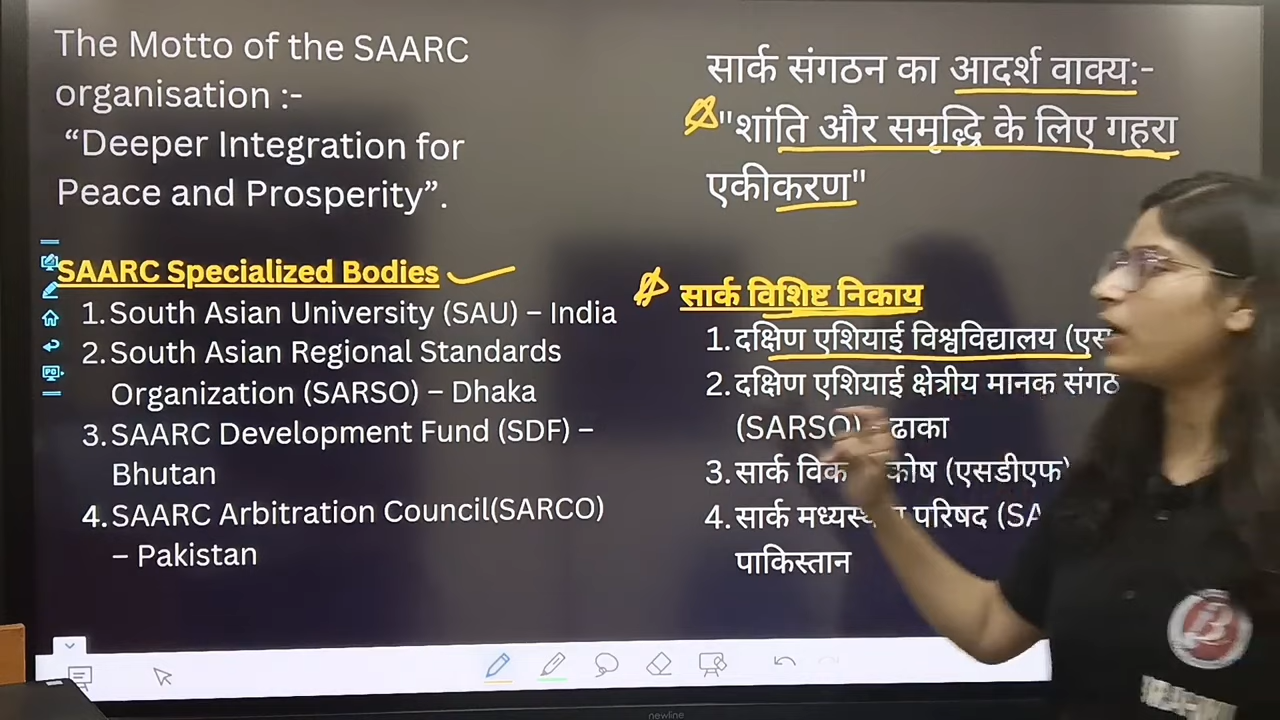 The Motto of the SAARC
organisation :-
“Deeper Integration for
Peace and Prosperity”.
SAARC Specialized Bodies
1. South Asian University (SAU) – India
2. South Asian Regional Standards
Organization (SARSO) – Dhaka
3. SAARC Development Fund (SDF) –
Bhutan
4. SAARC Arbitration Council(SARCO)
– Pakistan
सार्क संगठन का आदर्श वाक्य:-
"शांति और समृद्धि के लिए गहरा
एकीकरण"
सार्क विशिष्ट निकाय
1. दक्षिण एशियाई विश्वविद्यालय (एस
2. दक्षिण एशियाई क्षेत्रीय मानक
(SARSO) - ढाका
3. सार्क कोष (एसडीएफ)
4. सार्क परिषद
पाकिस्तान
newline
B